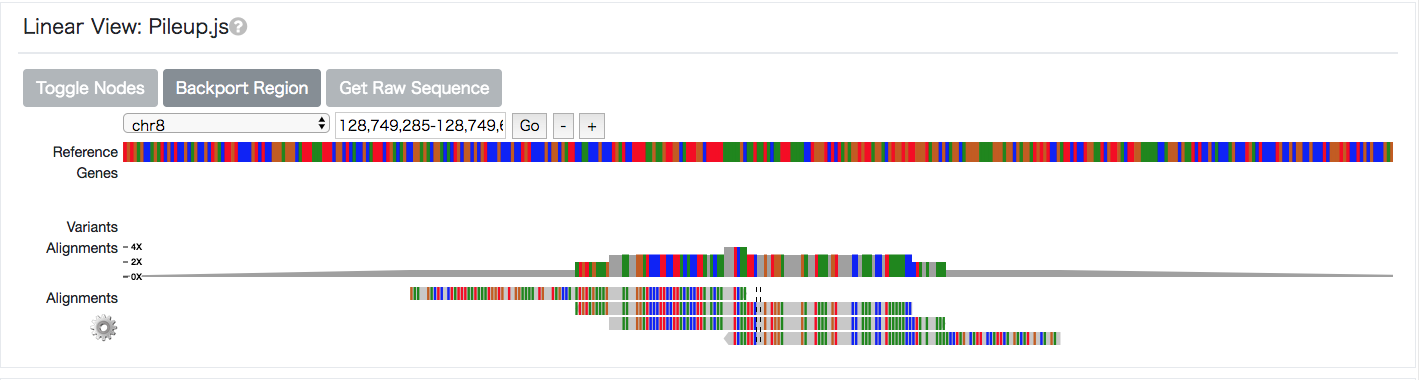 Linear View: Pileup.js?
Toggle Nodes Backport Region Get Raw Sequence
chr8 128,749,285-128,749,6 Go - +
Reference
Genes
Variants
Alignments 4X
2X
0X
Alignments